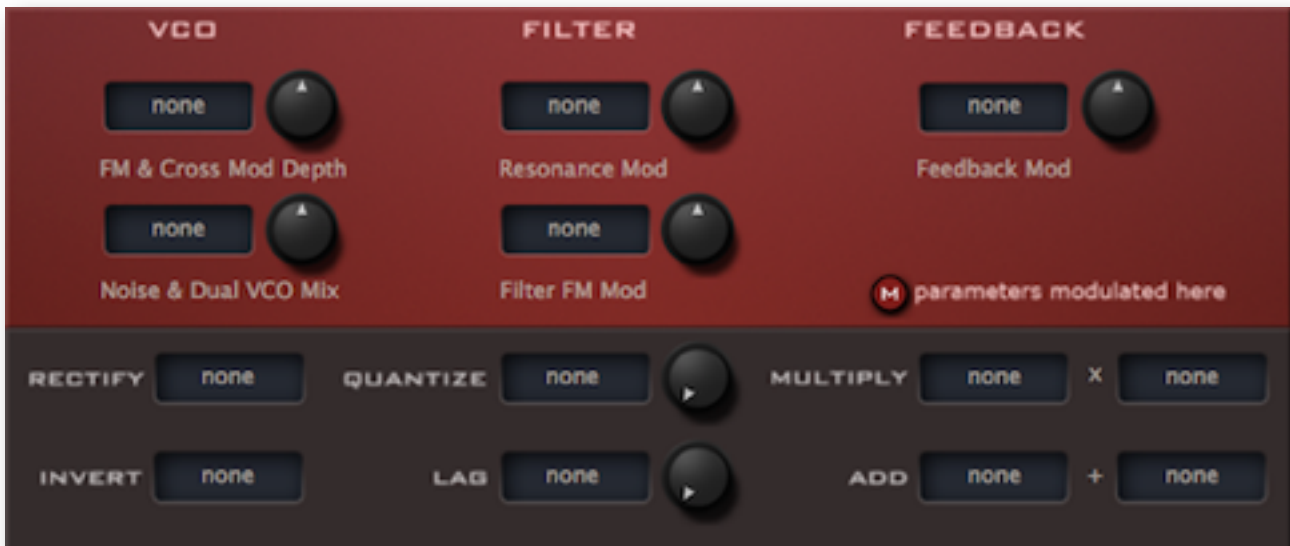 VCO FILTER FEEDBACK
none none none
FM & Cross Mod Depth Resonance Mod Feedback Mod
none none
Noise & Dual VCO Mix Filter FM Mod M parameters modulated here
RECTIFY none QUANTIZE none MULTIPLY none x none
INVERT none LAG none ADD none + none